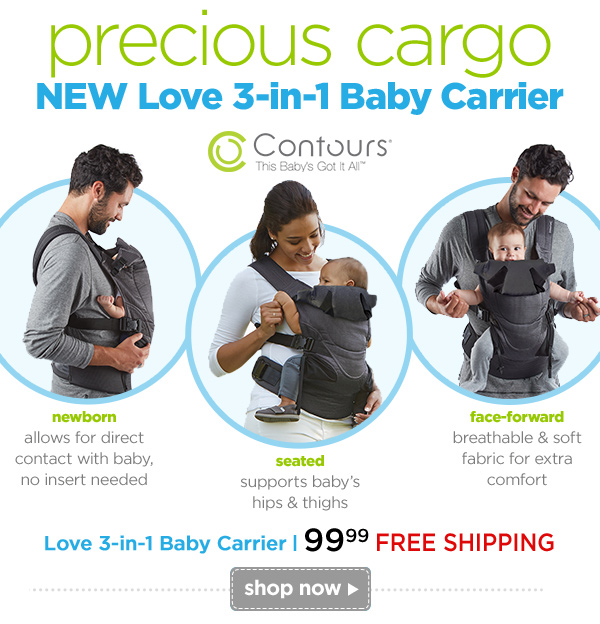 precious cargo
NEW Love 3-in-1 Baby Carrier
Contours®
This Baby's Got It All™
newborn
allows for direct
contact with baby,
no insert needed
seated
supports baby's
hips & thighs
face-forward
breathable & soft
fabric for extra
comfort
Love 3-in-1 Baby Carrier | 99⁹⁹ FREE SHIPPING
shop now ▶